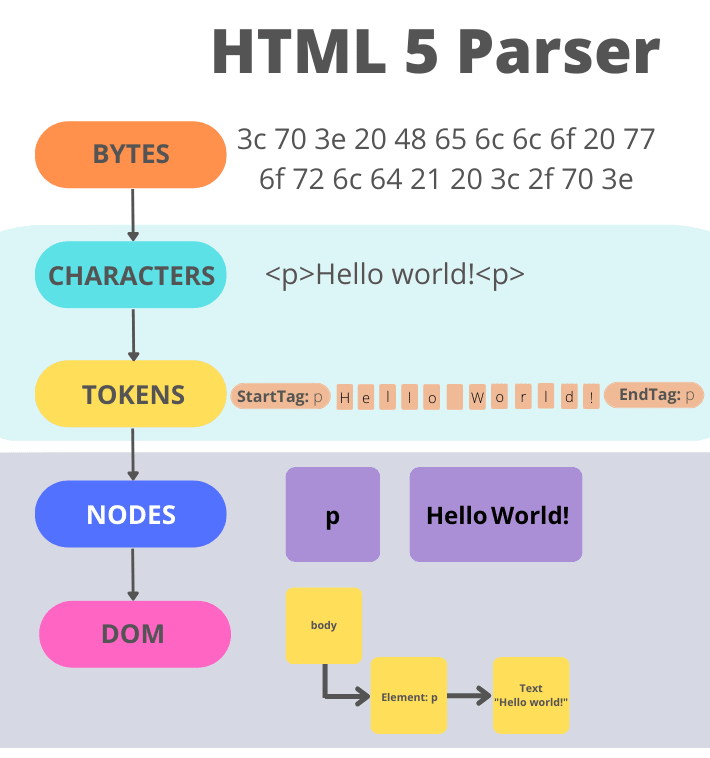 HTML 5 Parser
BYTES
3c 70 3e 20 48 65 6c 6c 6f 20 77
6f 72 6c 64 21 20 3c 2f 70 3e
CHARACTERS
<p>Hello world!<p>
TOKENS
StartTag: p
H e l l o W o r l d !
EndTag: p
NODES
p
Hello World!
DOM
body
Element: p
Text
"Hello world!"